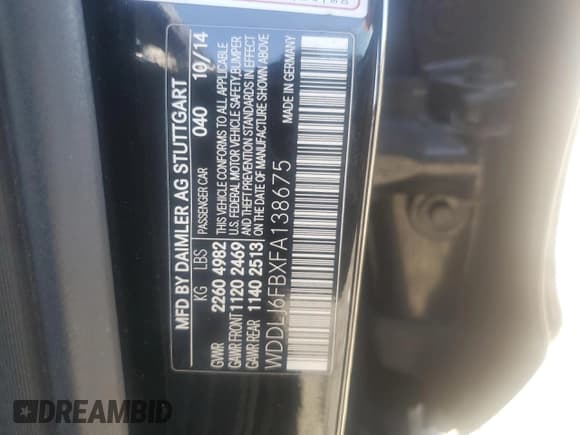 MFD BY DAIMLER AG STUTTGART
PASSENGER CAR 040 10/14
KG LBS
GVWR 2260 4982
GAWR FRONT 1120 2469
GAWR REAR 1140 2513
THIS VEHICLE CONFORMS TO ALL APPLICABLE
U.S. FEDERAL MOTOR VEHICLE SAFETY,BUMPER
AND THEFT PREVENTION STANDARDS IN EFFECT
ON THE DATE OF MANUFACTURE SHOWN ABOVE
WDDLJ6FBXFA138675
MADE IN GERMANY
DREAMBID